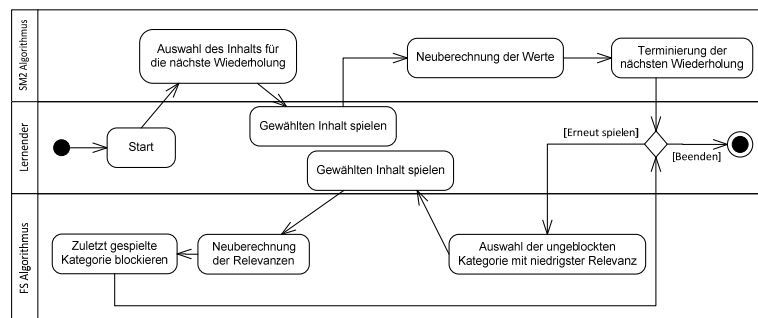 SM2 Algorithmus
Auswahl des Inhalts für
die nächste Wiederholung
Neuberechnung der Werte
Terminierung der
nächsten Wiederholung
Lernender
Start
Gewählten Inhalt spielen
[Erneut spielen]
[Beenden]
Gewählten Inhalt spielen
FS Algorithmus
Zuletzt gespielte
Kategorie blockieren
Neuberechnung
der Relevanzen
Auswahl der ungeblockten
Kategorie mit niedrigster Relevanz